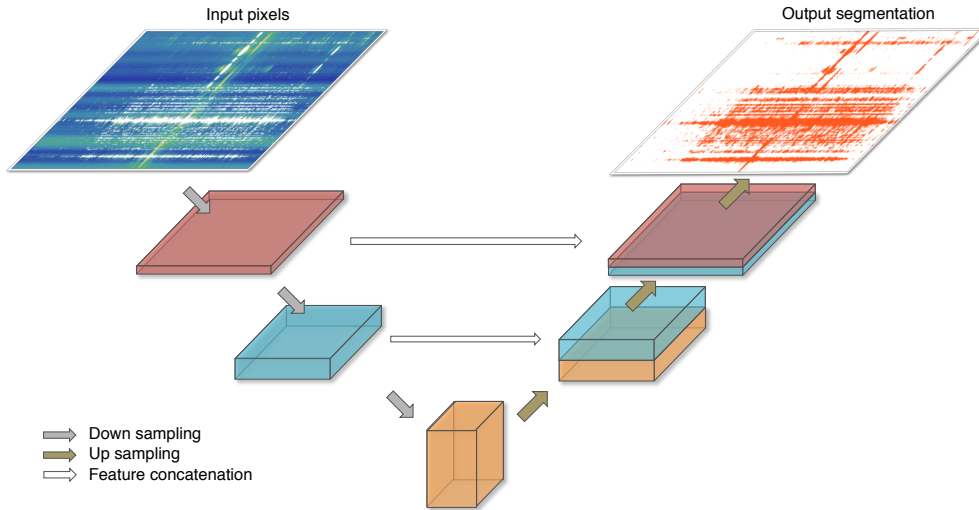 Input pixels
Output segmentation
Down sampling
Up sampling
Feature concatenation